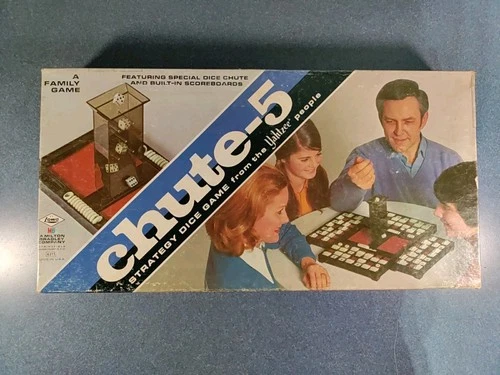 A
FAMILY
GAME
FEATURING SPECIAL DICE CHUTE
AND BUILT-IN SCOREBOARDS
chute-5
STRATEGY DICE GAME from the Yahtzee people
A MILTON
BRADLEY
COMPANY